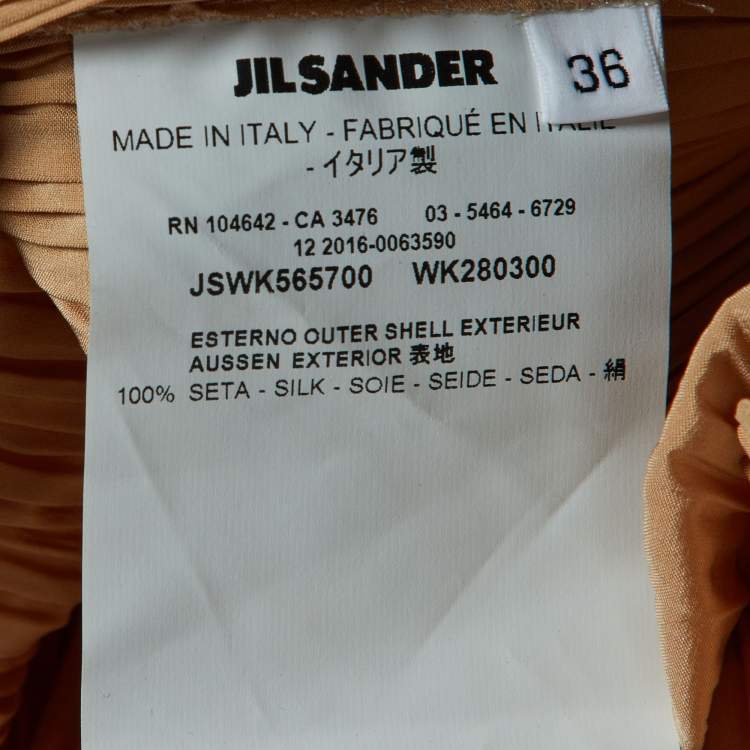 JIL SANDER
36
MADE IN ITALY - FABRIQUÉ EN ITALIE
- イタリア製
RN 104642 - CA 3476 03 - 5464 - 6729
12 2016-0063590
JSWK565700 WK280300
ESTERNO OUTER SHELL EXTERIEUR
AUSSEN EXTERIOR 表地
100% SETA - SILK - SOIE - SEIDE - SEDA - 絹